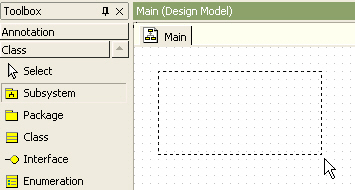 Toolbox
Annotation
Class
Select
Subsystem
Package
Class
Interface
Enumeration
Main (Design Model)
Main